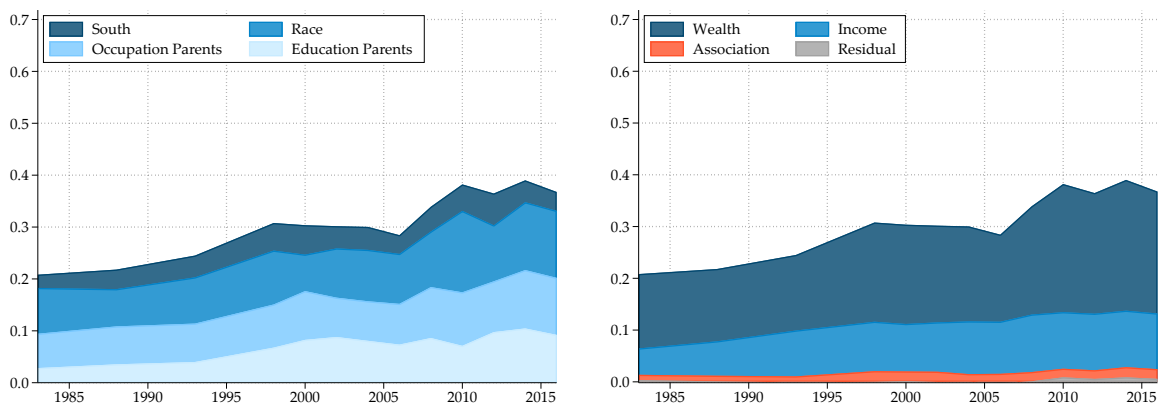 0.7
0.6
0.5
0.4
0.3
0.2
0.1
0.0
South Race
Occupation Parents Education Parents
1985 1990 1995 2000 2005 2010 2015
0.7
0.6
0.5
0.4
0.3
0.2
0.1
0.0
Wealth Income
Association Residual
1985 1990 1995 2000 2005 2010 2015